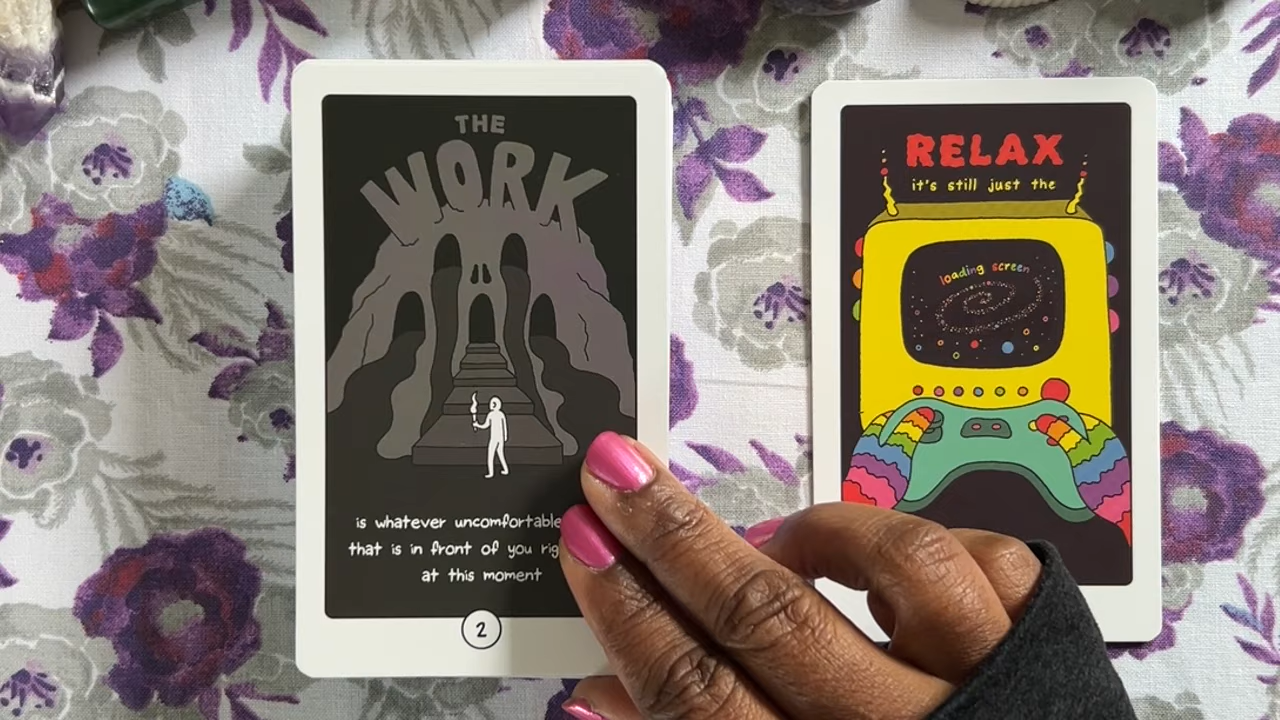 THE
WORK
is whatever uncomfortable
that is in front of you
at this moment
2
RELAX
it's still just the
loading screen